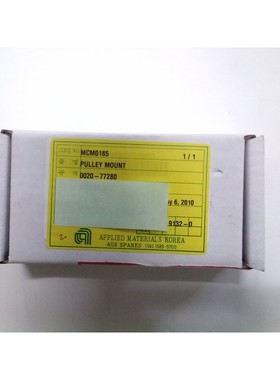 MCM0185 1/1
PULLEY MOUNT
0020-77280
y 6, 2010
9132-0
APPLIED MATERIALS KOREA
AGS SPARES